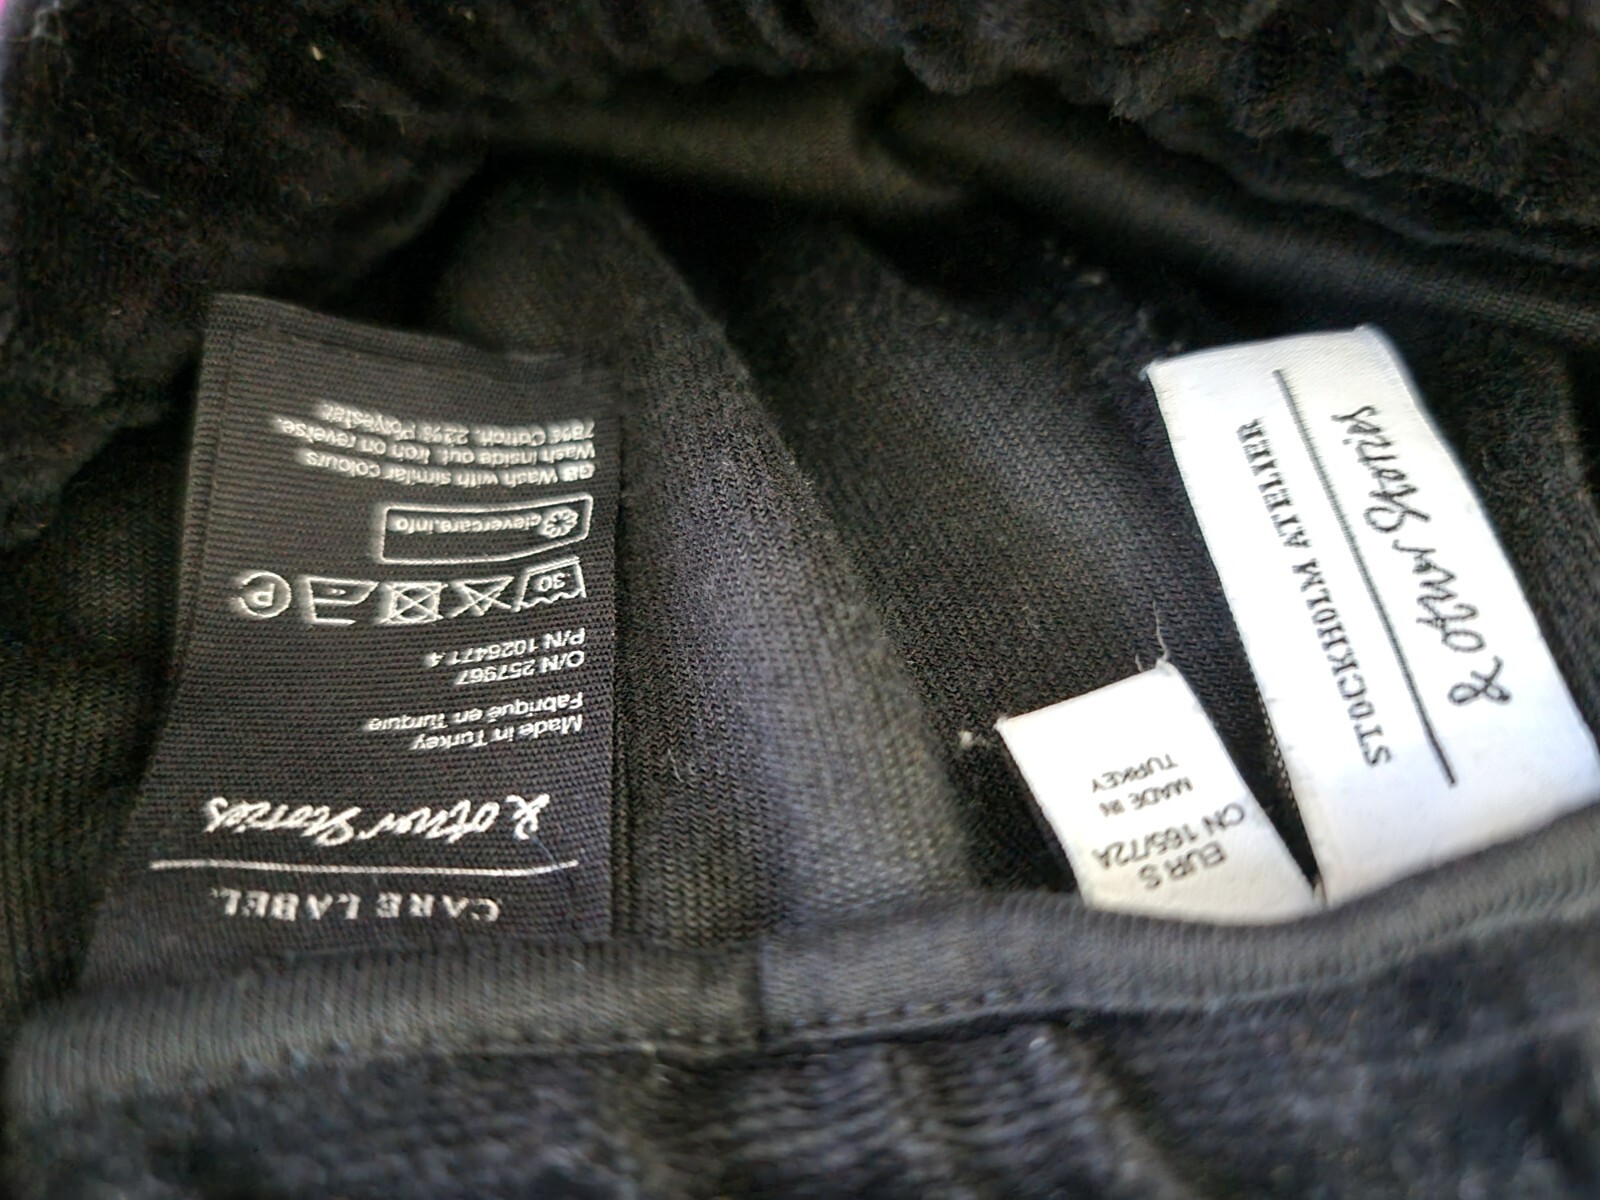 CARE LABEL.
& other Stories
Made in Turkey
Fabriqué en Turquie
O/N 257967
P/N 1026471.4
30
P
clevercare.info
GB Wash with similar colours
Wash inside out. Iron on reverse.
78% Cotton, 22% Polyester
EUR S
CN 165/72A
MADE IN
TURKEY
& other Stories
STOCKHOLM ATELIER